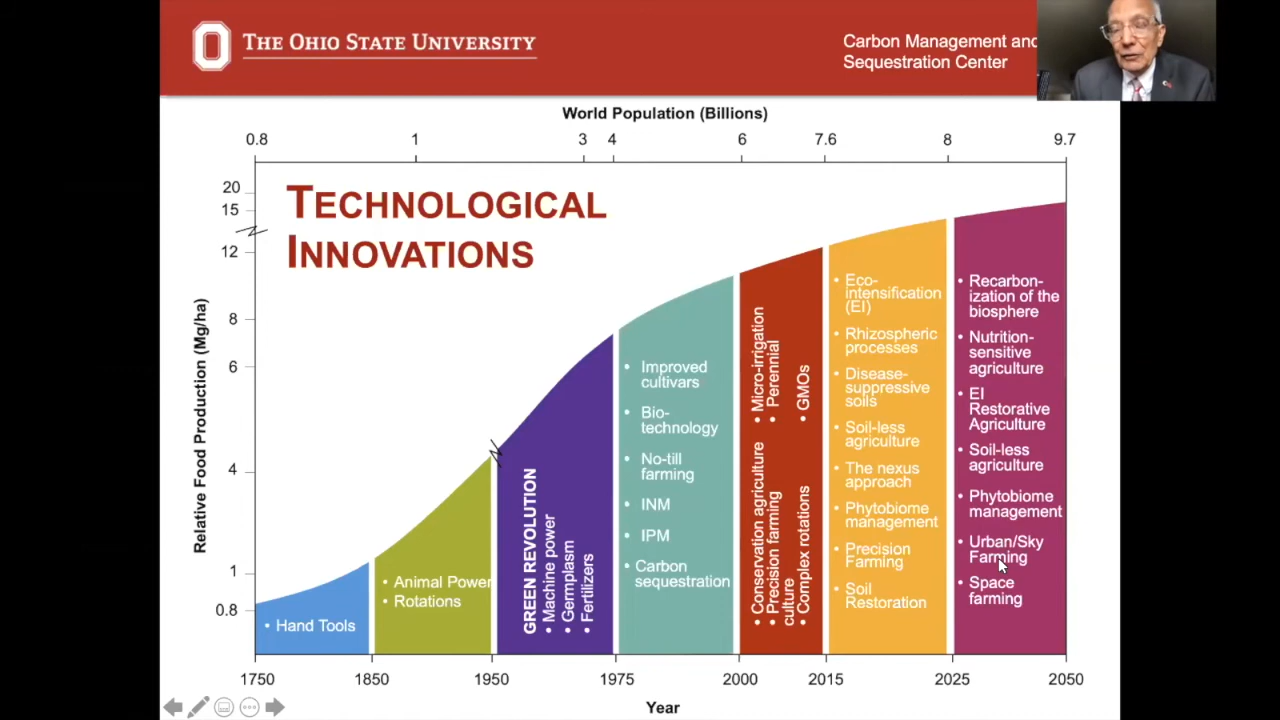 THE OHIO STATE UNIVERSITY
Carbon Management and
Sequestration Center
World Population (Billions)
0.8 1 3 4 6 7.6 8 9.7
TECHNOLOGICAL
INNOVATIONS
Relative Food Production (Mg/ha)
20
15
12
8
6
4
1
0.8
• Hand Tools
• Animal Power
• Rotations
GREEN REVOLUTION
• Machine power
• Germplasm
• Fertilizers
• Improved
cultivars
• Bio-
technology
• No-till
farming
• INM
• IPM
• Carbon
sequestration
• Conservation agriculture
• Precision farming
culture
• Complex rotations
• Micro-irrigation
• Perennial
• GMOs
• Eco-
intensification
(EI)
• Rhizospheric
processes
• Disease-
suppressive
soils
• Soil-less
agriculture
• The nexus
approach
• Phytobiome
management
• Precision
Farming
• Soil
Restoration
• Recarbon-
ization of the
biosphere
• Nutrition-
sensitive
agriculture
• EI
Restorative
Agriculture
• Soil-less
agriculture
• Phytobiome
management
• Urban/Sky
Farming
• Space
farming
1750 1850 1950 1975 2000 2015 2025 2050
Year